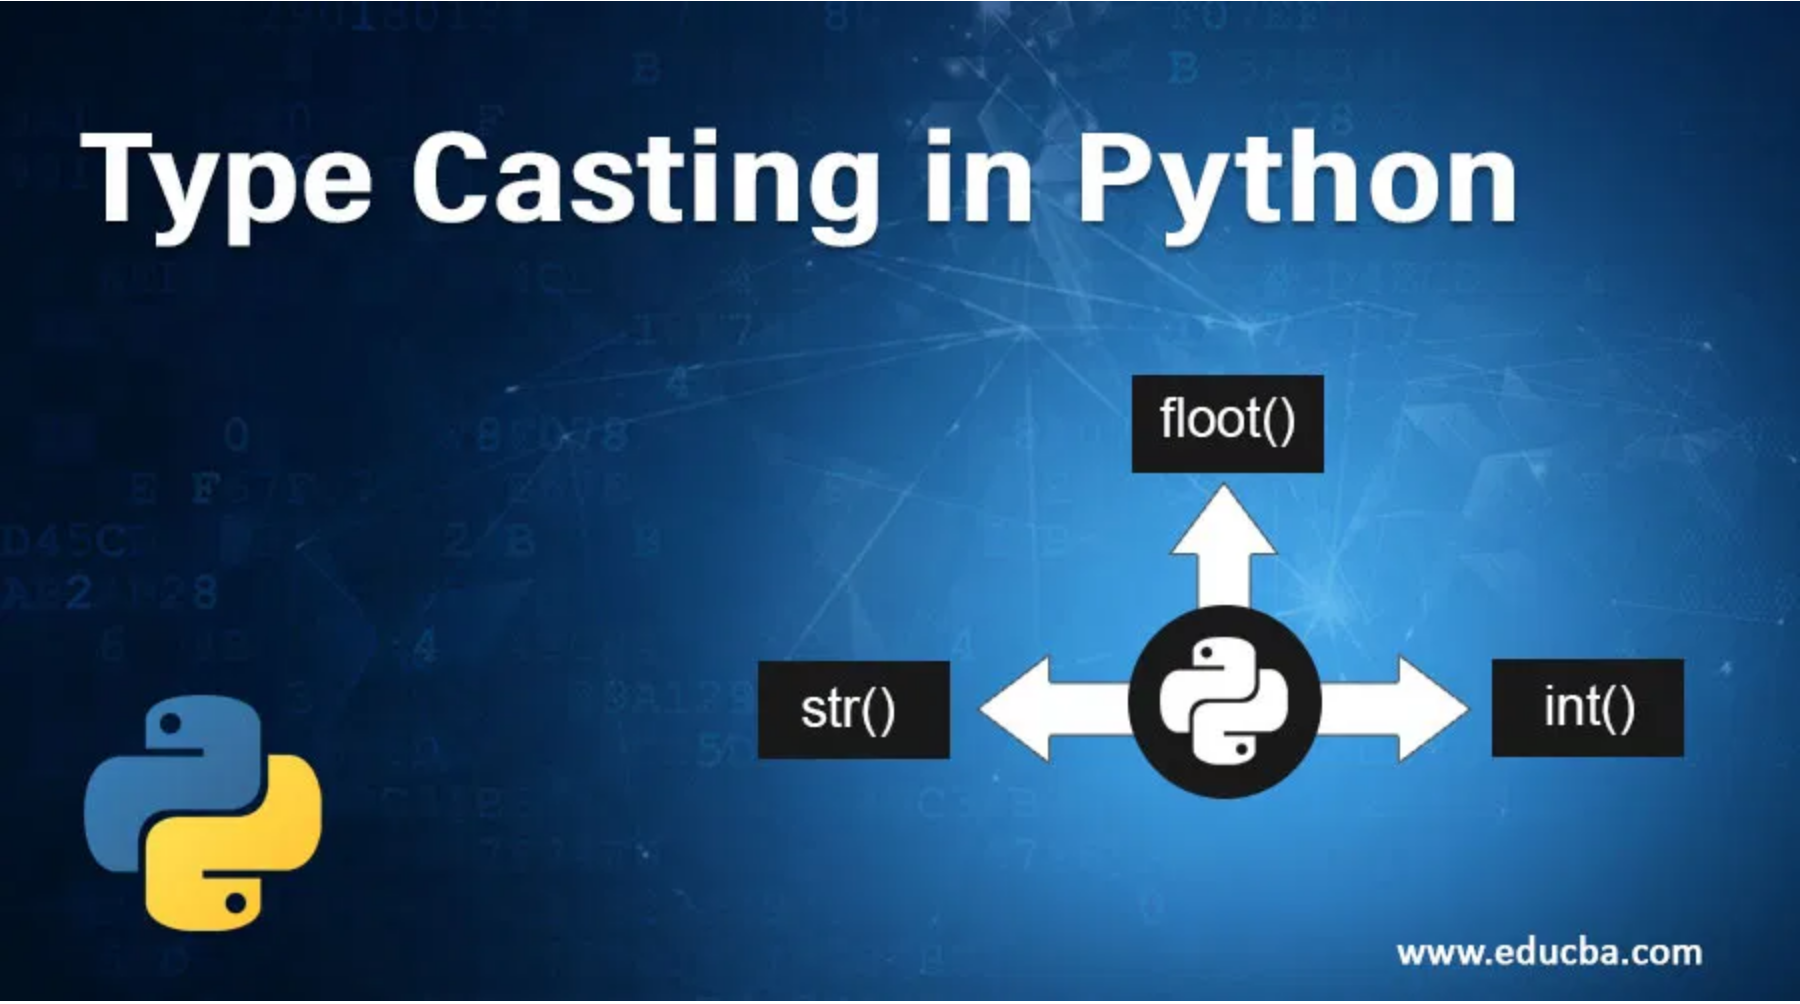 Type Casting in Python
floot()
str()
int()
www.educba.com